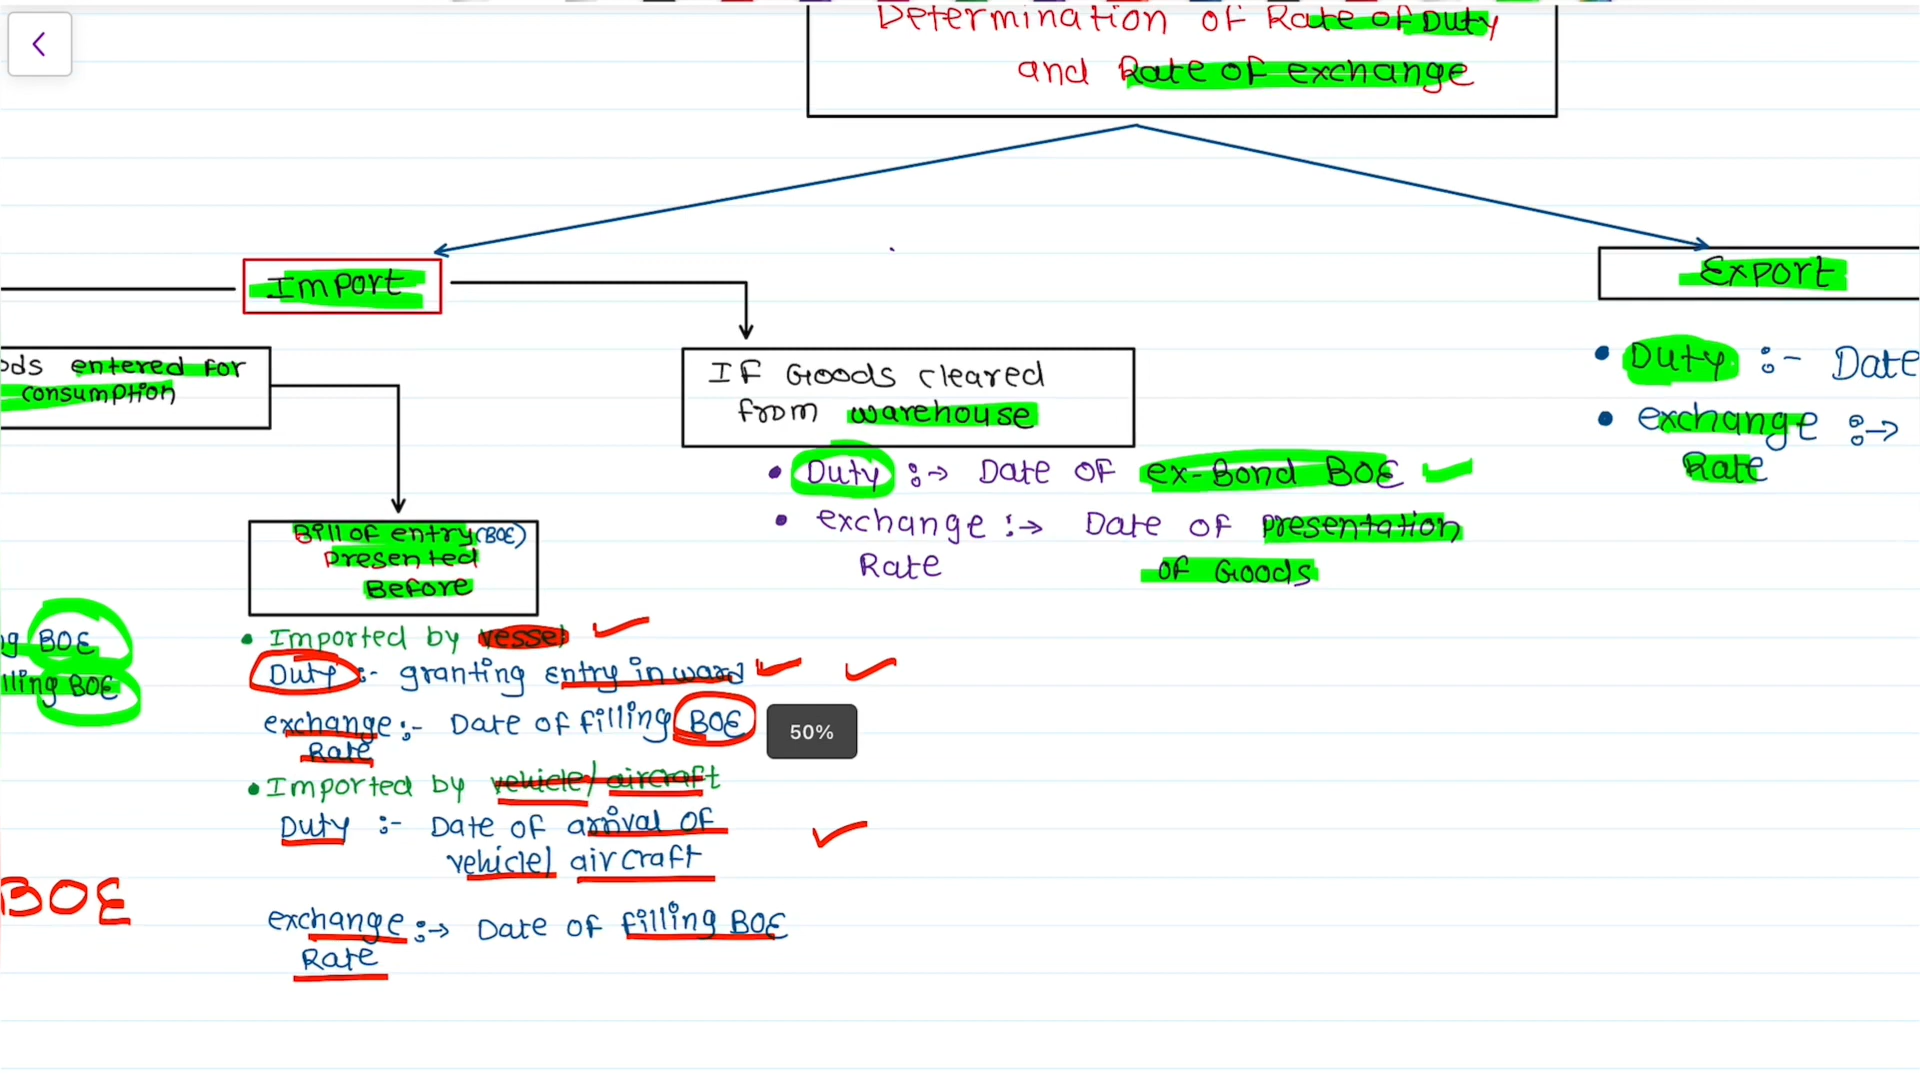 Determination of Rate of Duty
and Rate of exchange
Import
Export
ods entered for
consumption
IF Goods cleared
from warehouse
• Duty :- Date
• exchange :→
Rate
• Duty :→ Date of ex-Bond BOE
• exchange :→ Date of Presentation
Rate of Goods
Bill of entry (BOE)
Presented
Before
ng BOE
lling BOE
• Imported by vessel
Duty :- granting entry inward
exchange :- Date of filling BOE
Rate
50%
• Imported by vehicle/ aircraft
Duty :- Date of arrival of
vehicle/ aircraft
BOE
exchange :→ Date of filling BOE
Rate